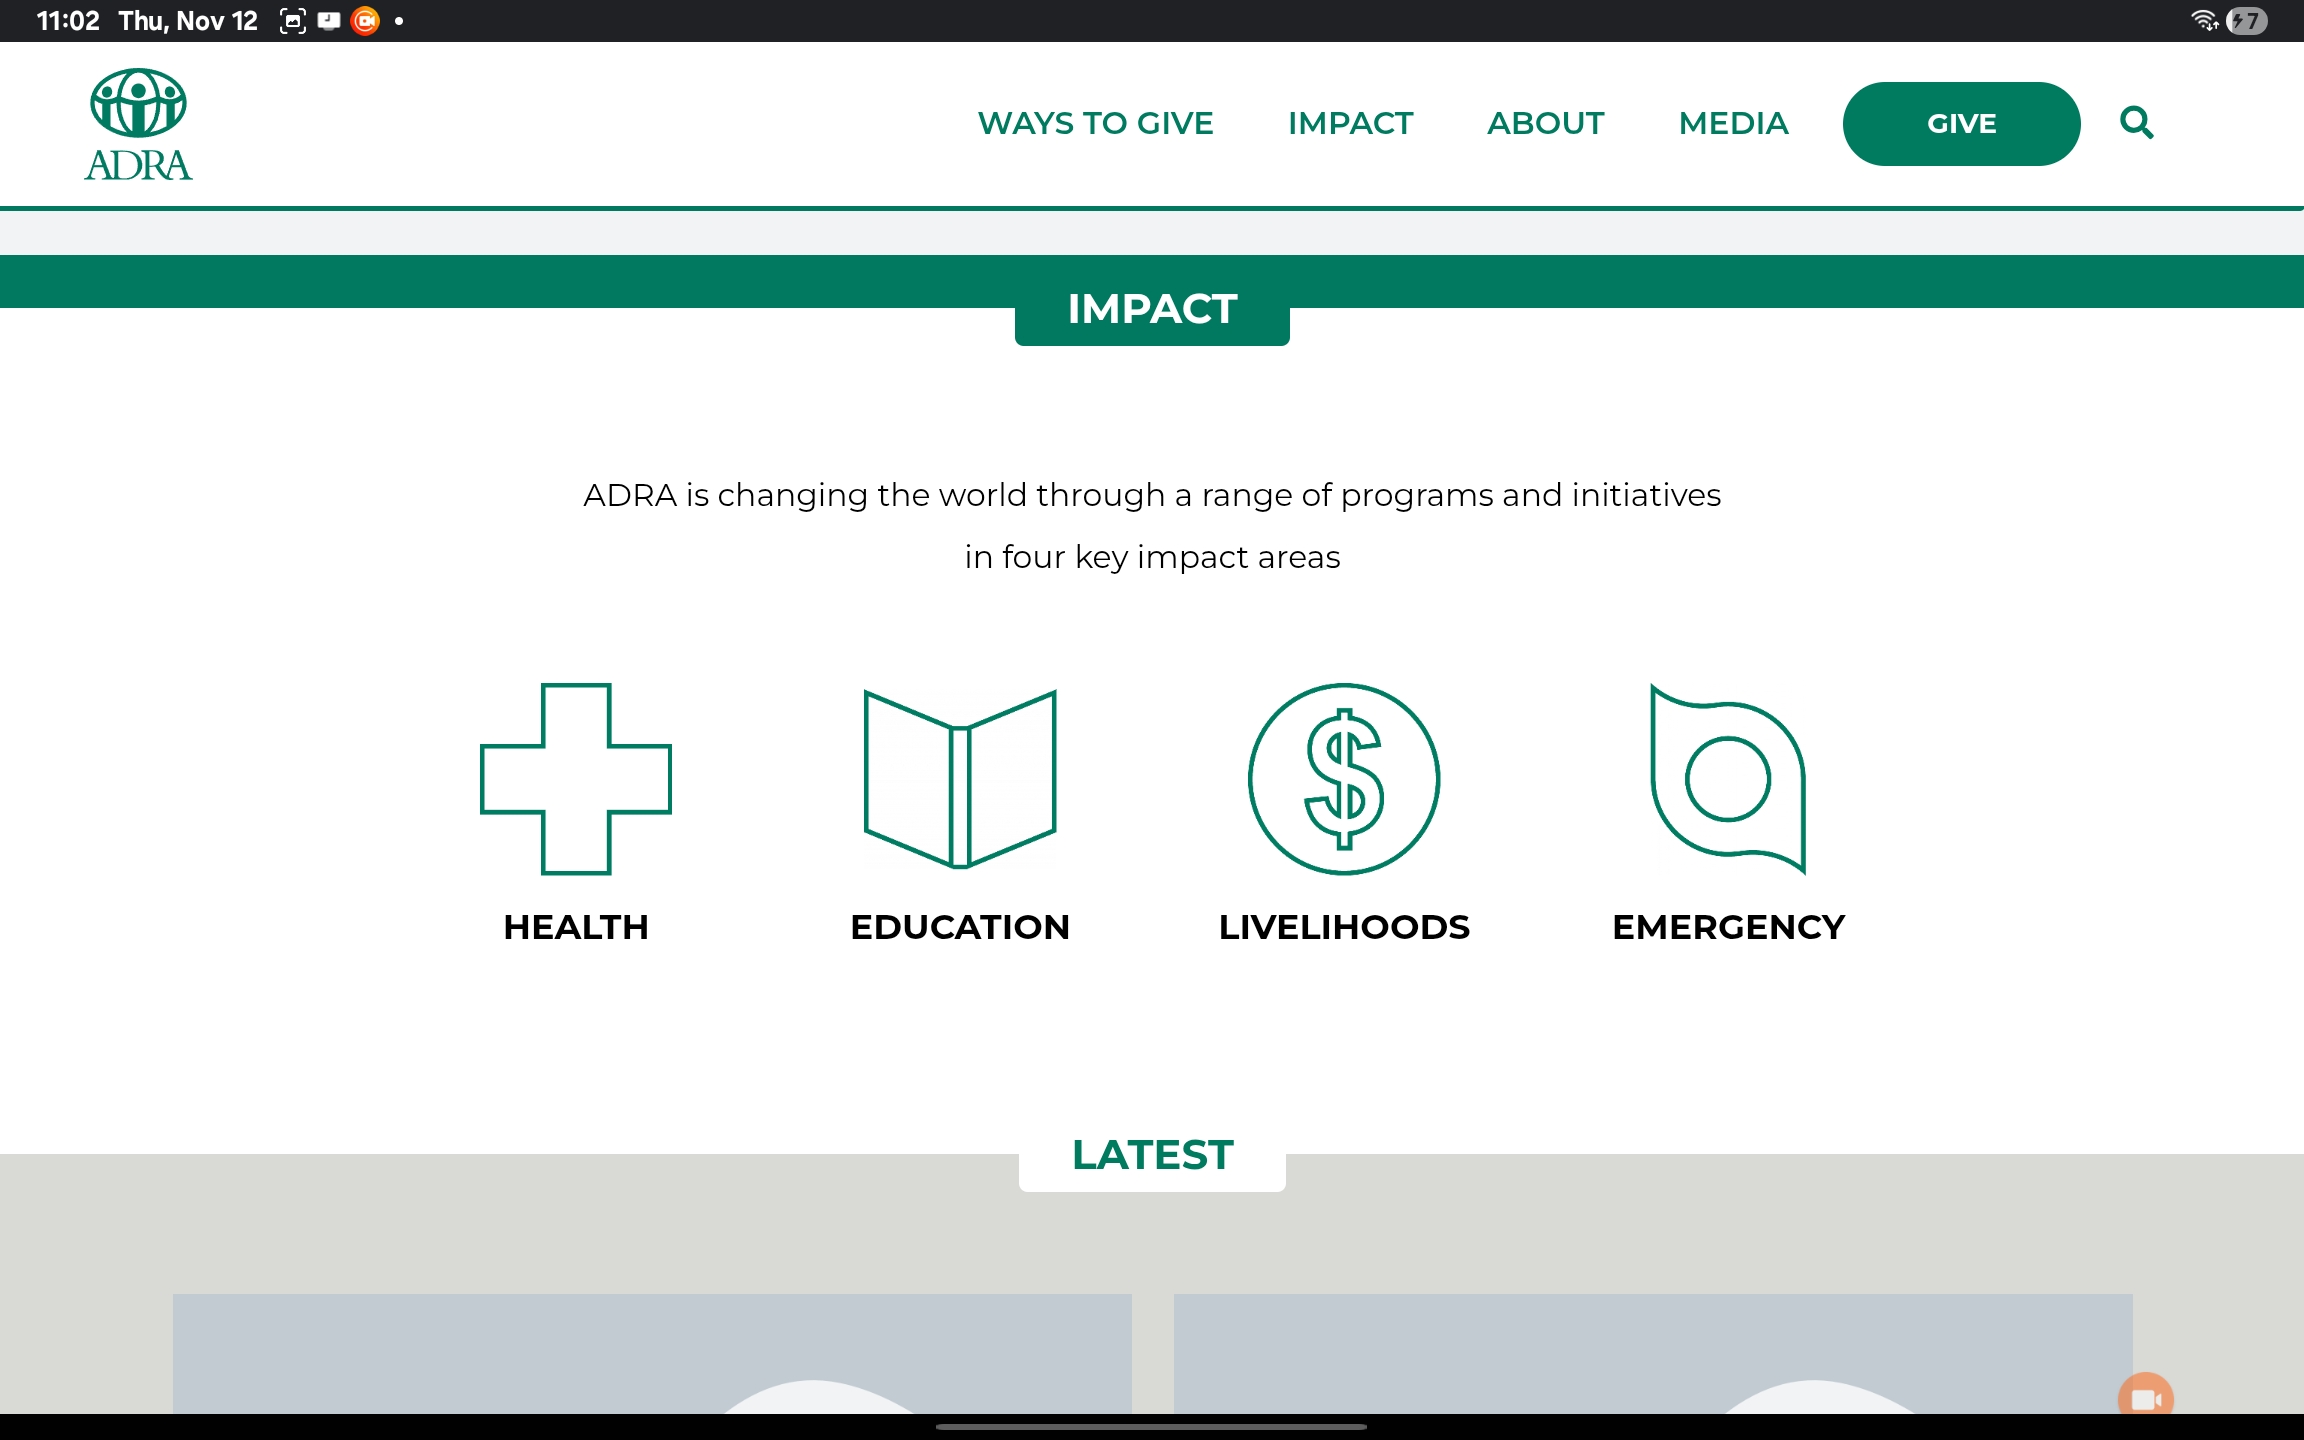 11:02 Thu, Nov 12
7
ADRA
WAYS TO GIVE
IMPACT
ABOUT
MEDIA
GIVE
IMPACT
ADRA is changing the world through a range of programs and initiatives
in four key impact areas
HEALTH
EDUCATION
LIVELIHOODS
EMERGENCY
LATEST